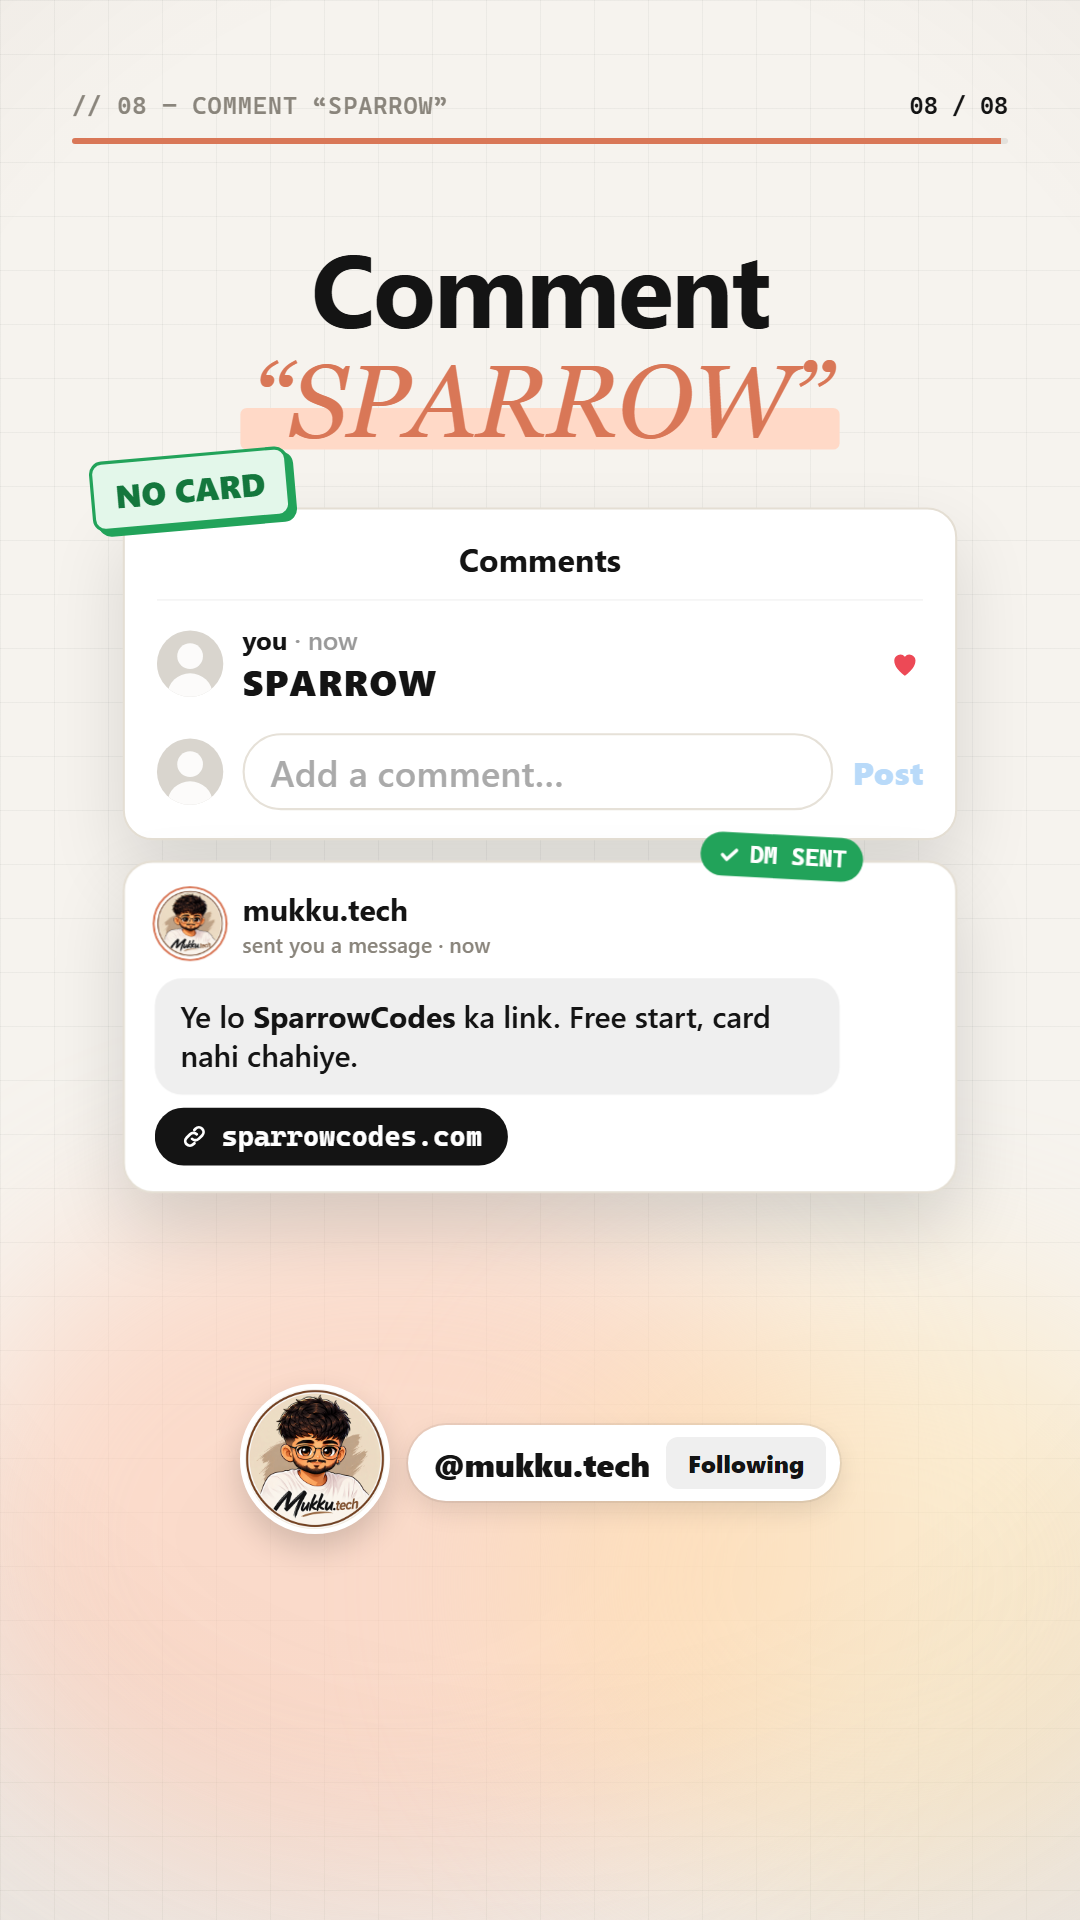 // 08 — COMMENT “SPARROW”
08 / 08
Comment
“SPARROW”
NO CARD
Comments
you · now
SPARROW
Add a comment...
Post
DM SENT
mukku.tech
sent you a message · now
Ye lo SparrowCodes ka link. Free start, card
nahi chahiye.
sparrowcodes.com
Mukku.tech
@mukku.tech
Following